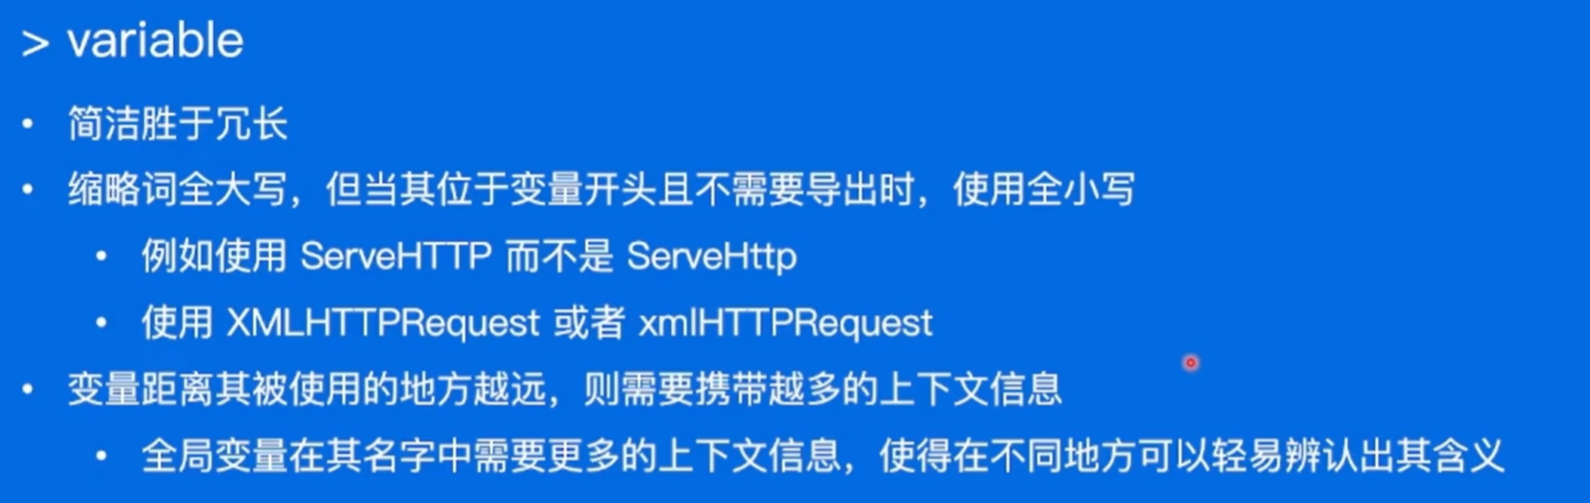 > variable
• 简洁胜于冗长
• 缩略词全大写，但当其位于变量开头且不需要导出时，使用全小写
• 例如使用 ServeHTTP 而不是 ServeHttp
• 使用 XMLHTTPRequest 或者 xmlHTTPRequest
• 变量距离其被使用的地方越远，则需要携带越多的上下文信息
• 全局变量在其名字中需要更多的上下文信息，使得在不同地方可以轻易辨认出其含义